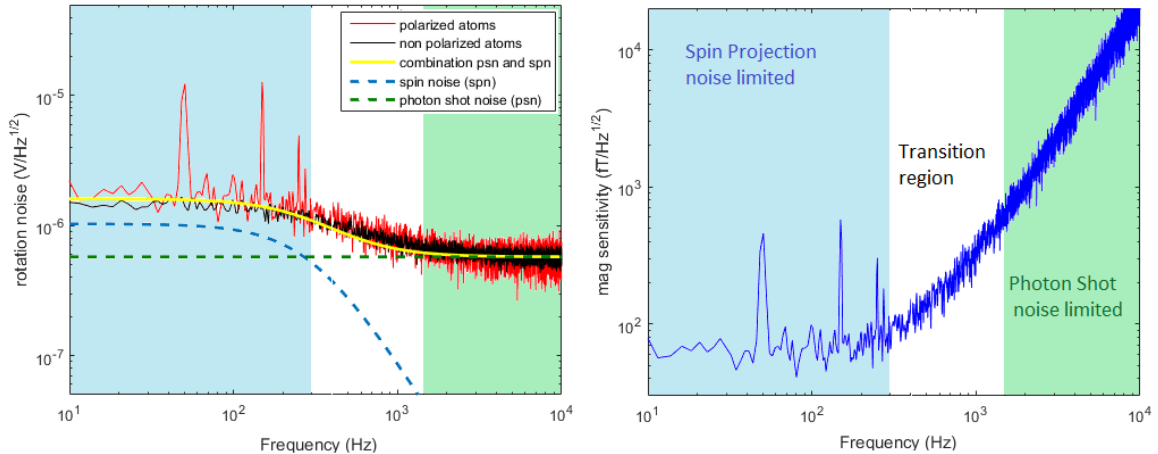 polarized atoms
non polarized atoms
combination psn and spn
spin noise (spn)
photon shot noise (psn)
rotation noise (V/Hz^1/2)
10^-5
10^-6
10^-7
10^1
10^2
10^3
10^4
Frequency (Hz)
Spin Projection
noise limited
Transition
region
Photon Shot
noise limited
mag sensitivity (fT/Hz^1/2)
10^4
10^3
10^2
10^1
10^2
10^3
10^4
Frequency (Hz)